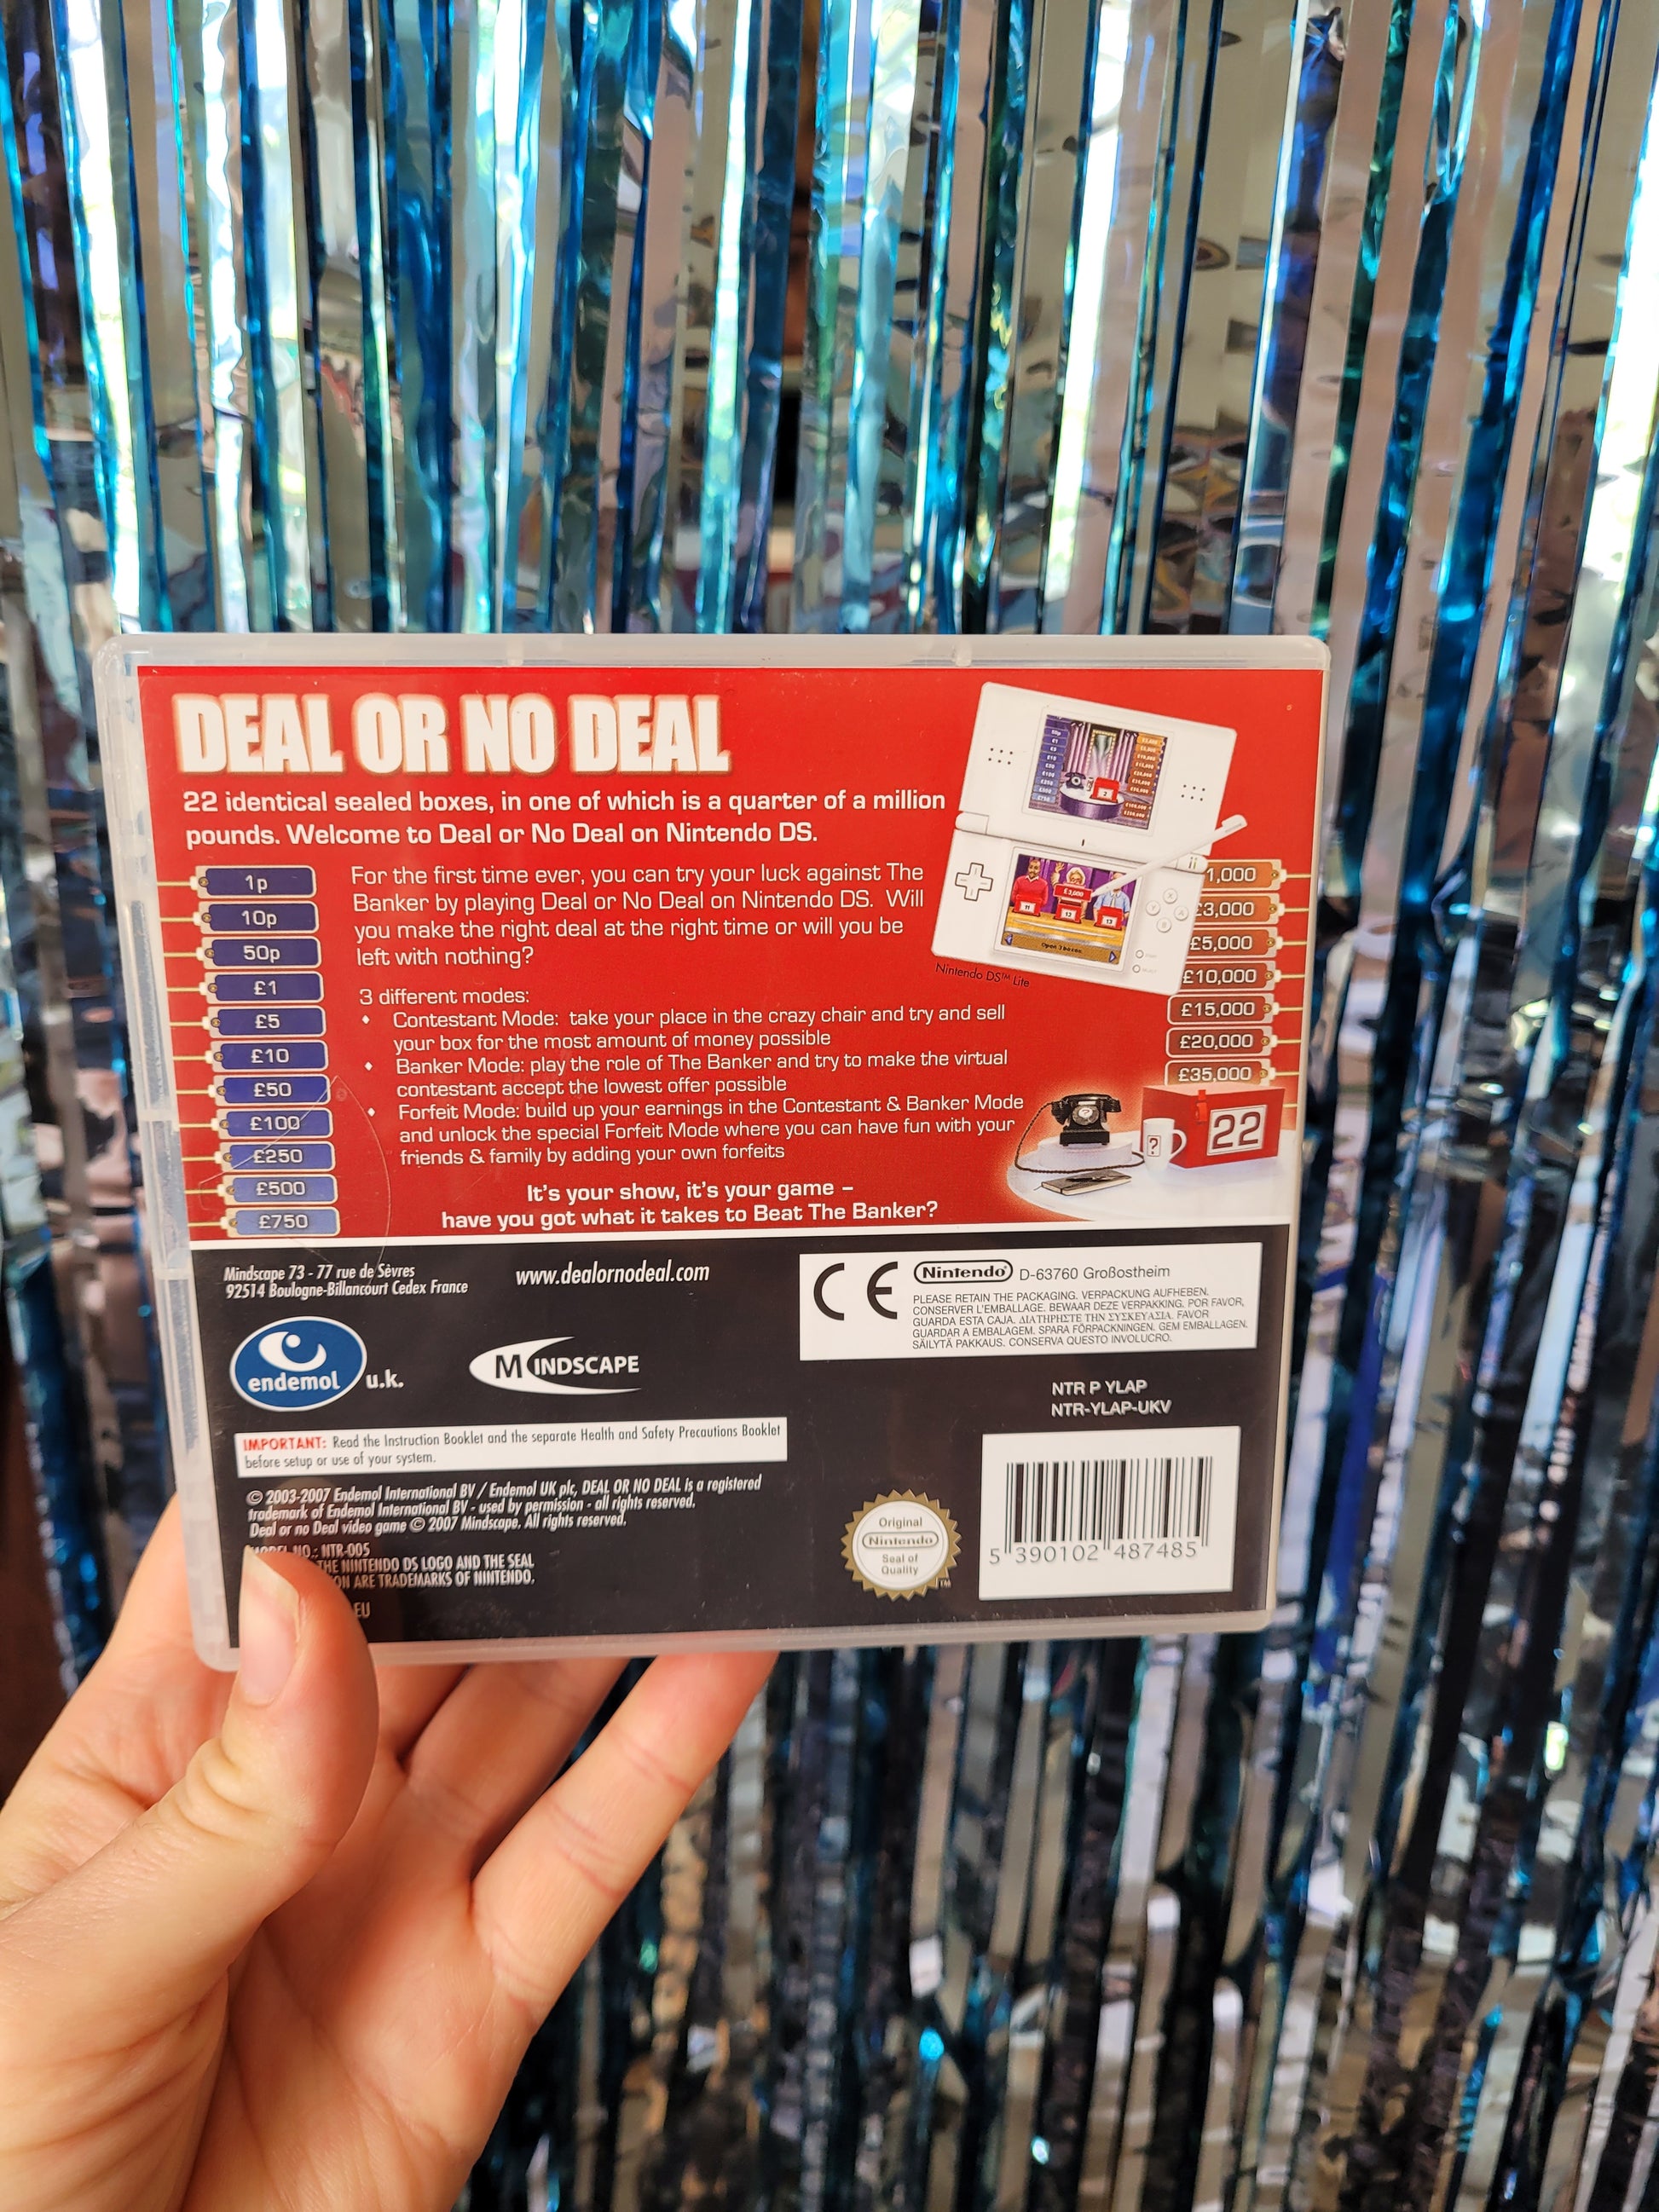 DEAL OR NO DEAL
22 identical sealed boxes, in one of which is a quarter of a million
pounds. Welcome to Deal or No Deal on Nintendo DS.
1p
10p
50p
£1
£5
£10
£50
£100
£250
£500
£750
For the first time ever, you can try your luck against The
Banker by playing Deal or No Deal on Nintendo DS. Will
you make the right deal at the right time or will you be
left with nothing?
3 different modes:
• Contestant Mode: take your place in the crazy chair and try and sell
your box for the most amount of money possible
• Banker Mode: play the role of The Banker and try to make the virtual
contestant accept the lowest offer possible
• Forfeit Mode: build up your earnings in the Contestant & Banker Mode
and unlock the special Forfeit Mode where you can have fun with your
friends & family by adding your own forfeits
It's your show, it's your game –
have you got what it takes to Beat The Banker?
£3,000
11
12
13
Open 3 boxes
Nintendo DS™ Lite
1,000
£3,000
£5,000
£10,000
£15,000
£20,000
£35,000
?
22
Mindscape 73 - 77 rue de Sèvres
92514 Boulogne-Billancourt Cedex France
www.dealornodeal.com
endemol u.k.
MINDSCAPE
CE
Nintendo D-63760 Großostheim
PLEASE RETAIN THE PACKAGING. VERPACKUNG AUFHEBEN.
CONSERVER L'EMBALLAGE. BEWAAR DEZE VERPAKKING. POR FAVOR,
GUARDA ESTA CAJA. ΔΙΑΤΗΡΗΣΤΕ ΤΗΝ ΣΥΣΚΕΥΑΣΙΑ. FAVOR
GUARDAR A EMBALAGEM. SPARA FÖRPACKNINGEN. GEM EMBALLAGEN.
SÄILYTÄ PAKKAUS. CONSERVA QUESTO INVOLUCRO.
NTR P YLAP
NTR-YLAP-UKV
IMPORTANT: Read the Instruction Booklet and the separate Health and Safety Precautions Booklet
before setup or use of your system.
© 2003-2007 Endemol International BV / Endemol UK plc, DEAL OR NO DEAL is a registered
trademark of Endemol International BV - used by permission - all rights reserved.
Deal or no Deal video game © 2007 Mindscape. All rights reserved.
NO.: NTR-005
THE NINTENDO DS LOGO AND THE SEAL
ARE TRADEMARKS OF NINTENDO.
EU
Original
Nintendo
Seal of
Quality
™
5 390102 487485